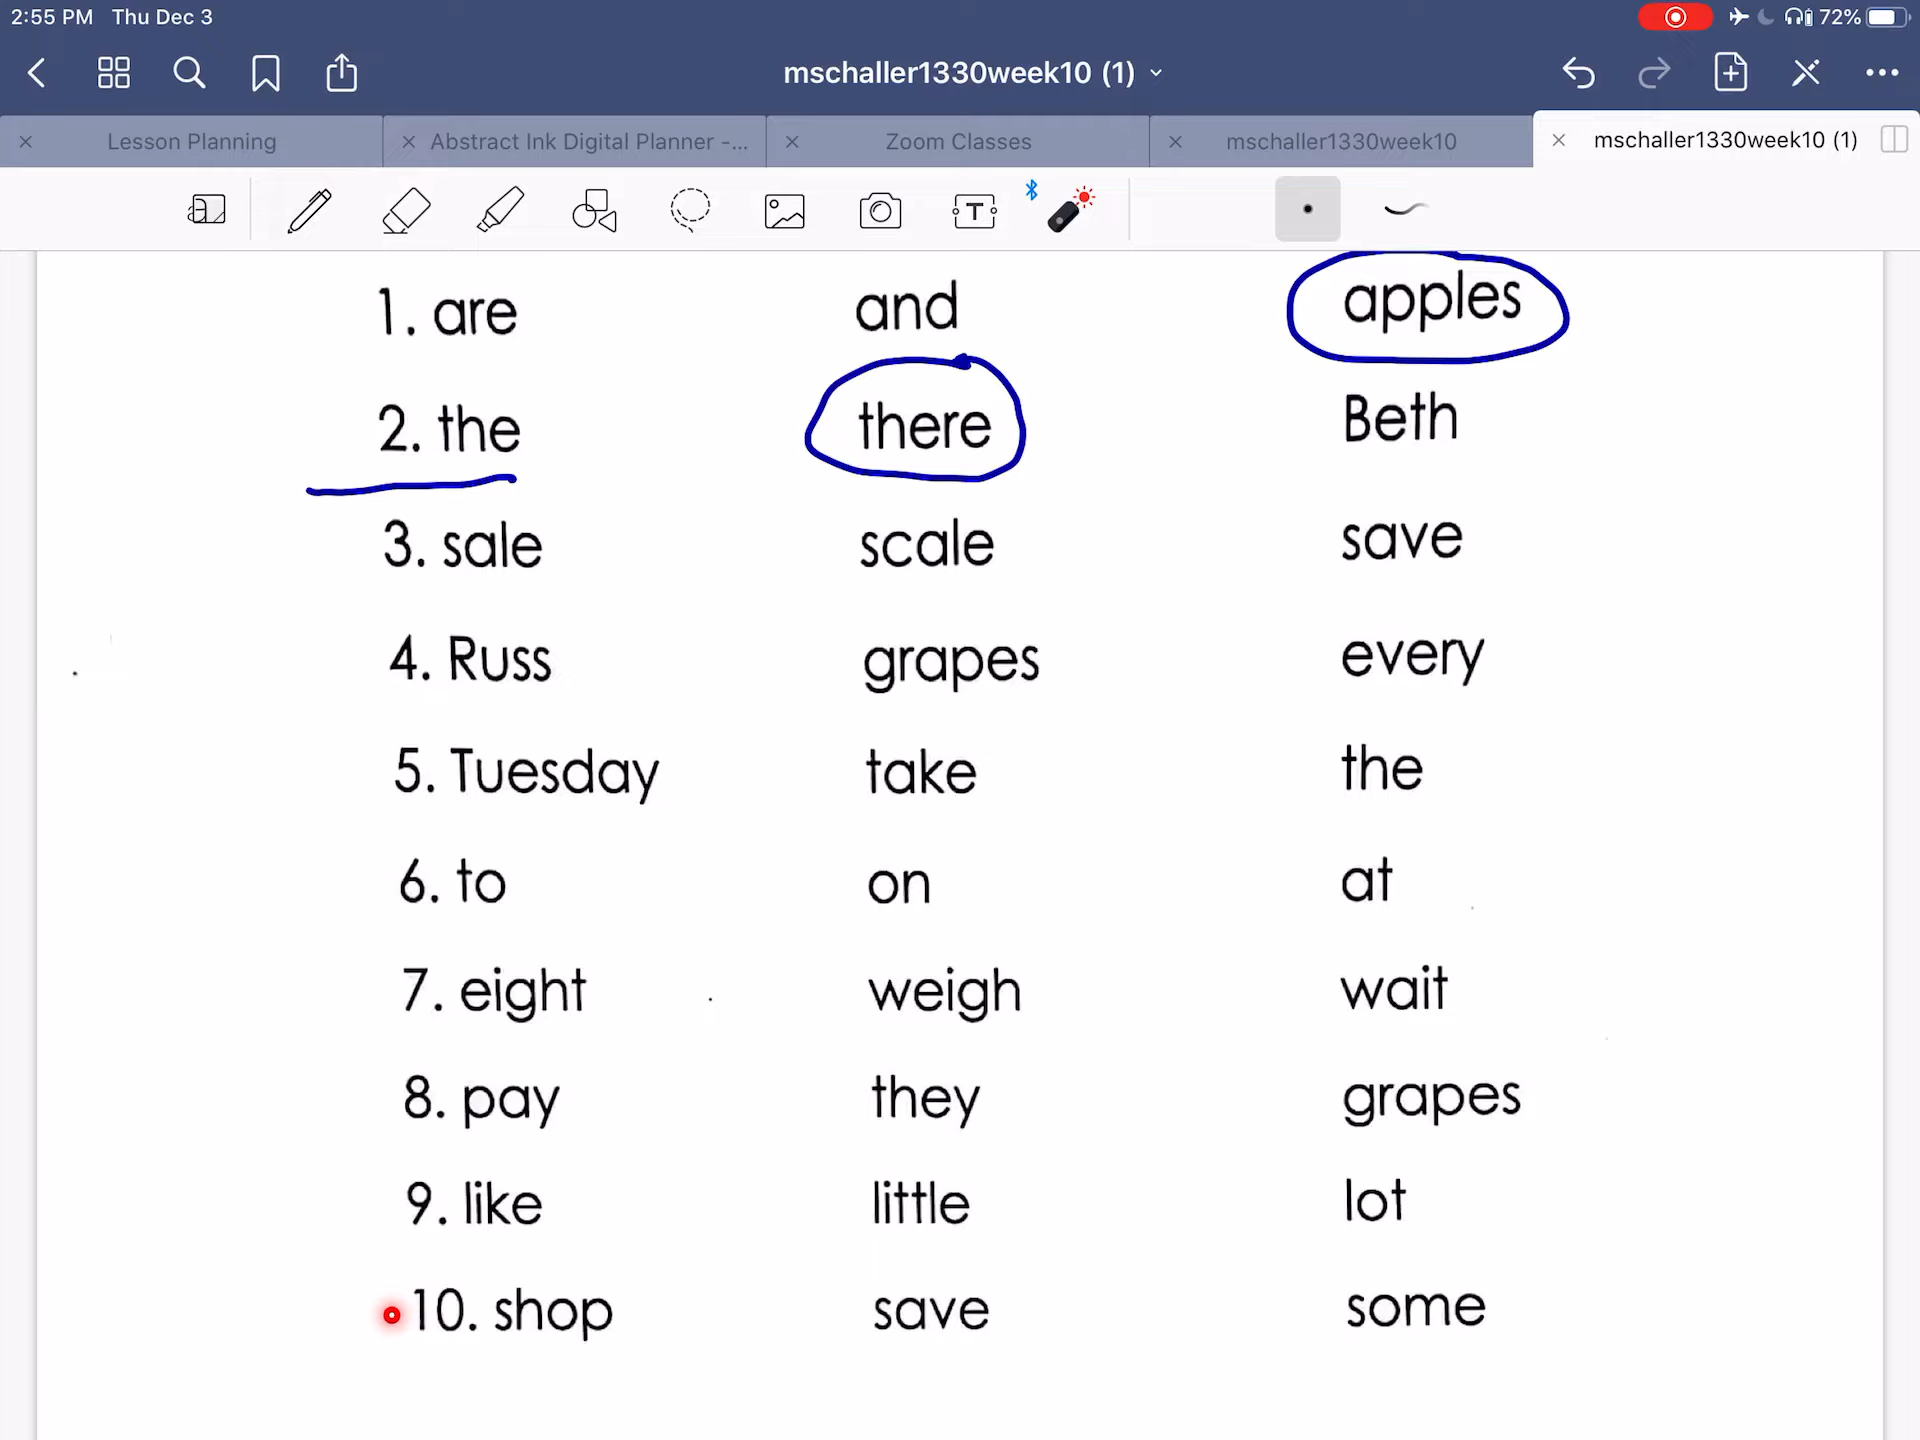 2:55 PM Thu Dec 3 72%
mschaller1330week10 (1)
Lesson Planning Abstract Ink Digital Planner -... Zoom Classes mschaller1330week10 mschaller1330week10 (1)
1. are and apples
2. the there Beth
3. sale scale save
4. Russ grapes every
5. Tuesday take the
6. to on at
7. eight weigh wait
8. pay they grapes
9. like little lot
10. shop save some